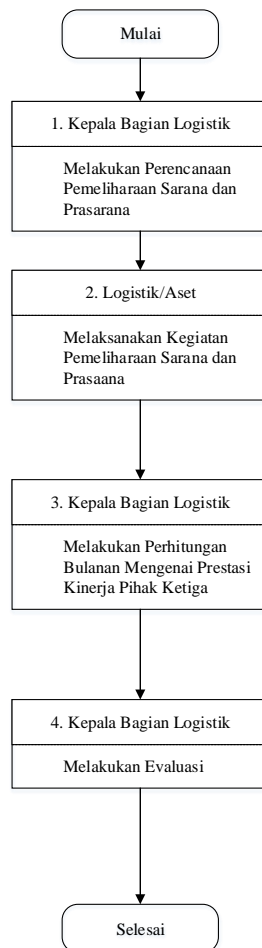 Mulai
1. Kepala Bagian Logistik
Melakukan Perencanaan
Pemeliharaan Sarana dan
Prasarana
2. Logistik/Aset
Melaksanakan Kegiatan
Pemeliharaan Sarana dan
Prasaana
3. Kepala Bagian Logistik
Melakukan Perhitungan
Bulanan Mengenai Prestasi
Kinerja Pihak Ketiga
4. Kepala Bagian Logistik
Melakukan Evaluasi
Selesai